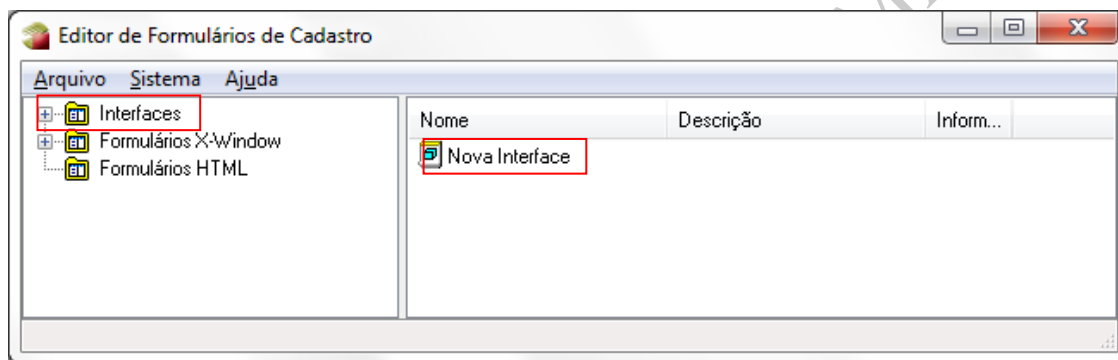 Editor de Formulários de Cadastro
Arquivo Sistema Ajuda
Interfaces
Formulários X-Window
Formulários HTML
Nome Descrição Inform...
Nova Interface